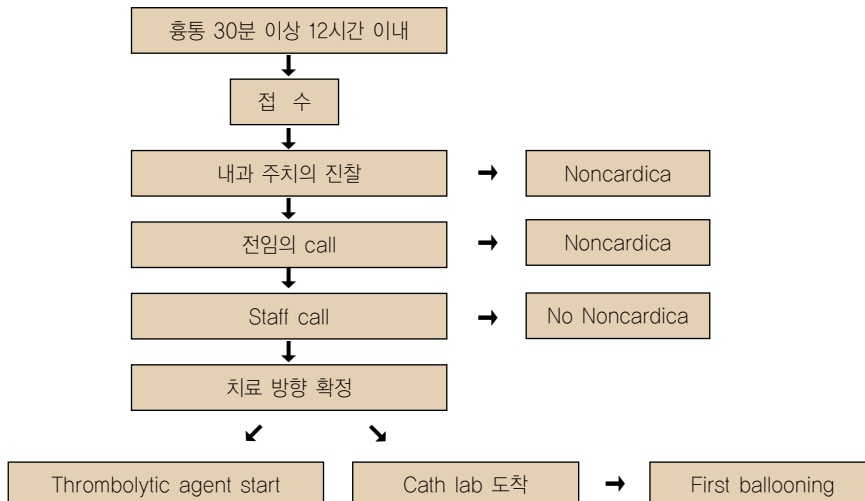 흉통 30분 이상 12시간 이내
접 수
내과 주치의 진찰 → Noncardica
전임의 call → Noncardica
Staff call → No Noncardica
치료 방향 확정
Thrombolytic agent start
Cath lab 도착 → First ballooning